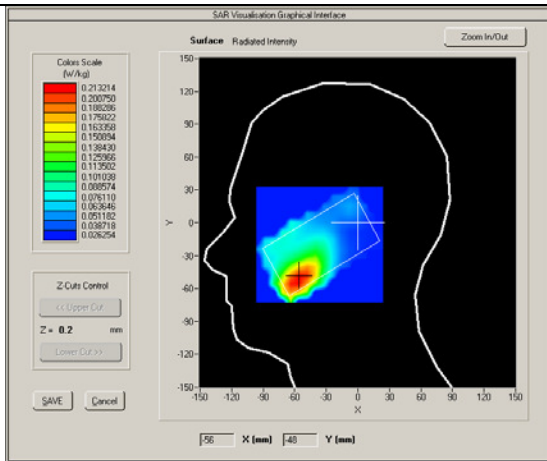 SAR Visualisation Graphical Interface
Surface Radiated Intensity
Zoom In/Out
Colors Scale
(W/kg)
0.213214
0.200750
0.188286
0.175822
0.163358
0.150894
0.138430
0.125966
0.113502
0.101038
0.088574
0.076110
0.063646
0.051182
0.038718
0.026254
Z-Cuts Control
<< Upper Cut
Z = 0.2 mm
Lower Cut >>
SAVE Cancel
150
120
90
60
30
0
-30
-60
-90
-120
-150
Y
-150 -120 -90 -60 -30 0 30 60 90 120 150
X
-56 X (mm) -48 Y (mm)